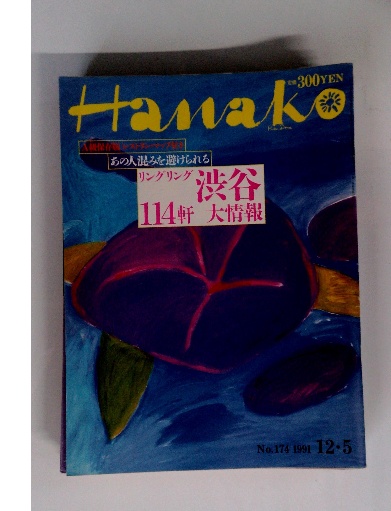 定価300YEN
Hanako
あの人混みを避けられる
リングリング 渋谷
114軒 大情報
No.174 1991 12・5